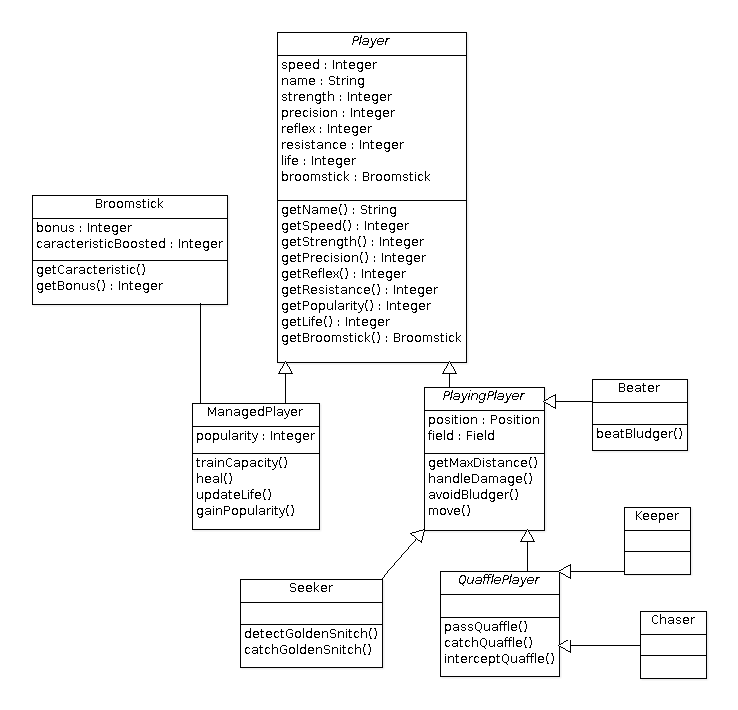 Player
speed : Integer
name : String
strength : Integer
precision : Integer
reflex : Integer
resistance : Integer
life : Integer
broomstick : Broomstick
getName() : String
getSpeed() : Integer
getStrength() : Integer
getPrecision() : Integer
getReflex() : Integer
getResistance() : Integer
getPopularity() : Integer
getLife() : Integer
getBroomstick() : Broomstick
Broomstick
bonus : Integer
caracteristicBoosted : Integer
getCaracteristic()
getBonus() : Integer
ManagedPlayer
popularity : Integer
trainCapacity()
heal()
updateLife()
gainPopularity()
PlayingPlayer
position : Position
field : Field
getMaxDistance()
handleDamage()
avoidBludger()
move()
Beater
beatBludger()
Keeper
Seeker
detectGoldenSnitch()
catchGoldenSnitch()
QuafflePlayer
passQuaffle()
catchQuaffle()
interceptQuaffle()
Chaser